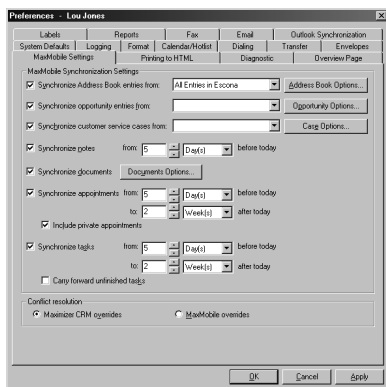 Preferences - Lou Jones
Labels Reports Fax Email Outlook Synchronization
System Defaults Logging Format Calendar/Hotlist Dialing Transfer Envelopes
MaxMobile Settings Printing to HTML Diagnostic Overview Page
MaxMobile Synchronization Settings
Synchronize Address Book entries from: All Entries in Escona Address Book Options...
Synchronize opportunity entries from: Opportunity Options...
Synchronize customer service cases from: Case Options...
Synchronize notes from: 5 Day(s) before today
Synchronize documents Documents Options...
Synchronize appointments from: 5 Day(s) before today
to: 2 Week(s) after today
Include private appointments
Synchronize tasks from: 5 Day(s) before today
to: 2 Week(s) after today
Carry forward unfinished tasks
Conflict resolution
Maximizer CRM overrides MaxMobile overrides
OK Cancel Apply